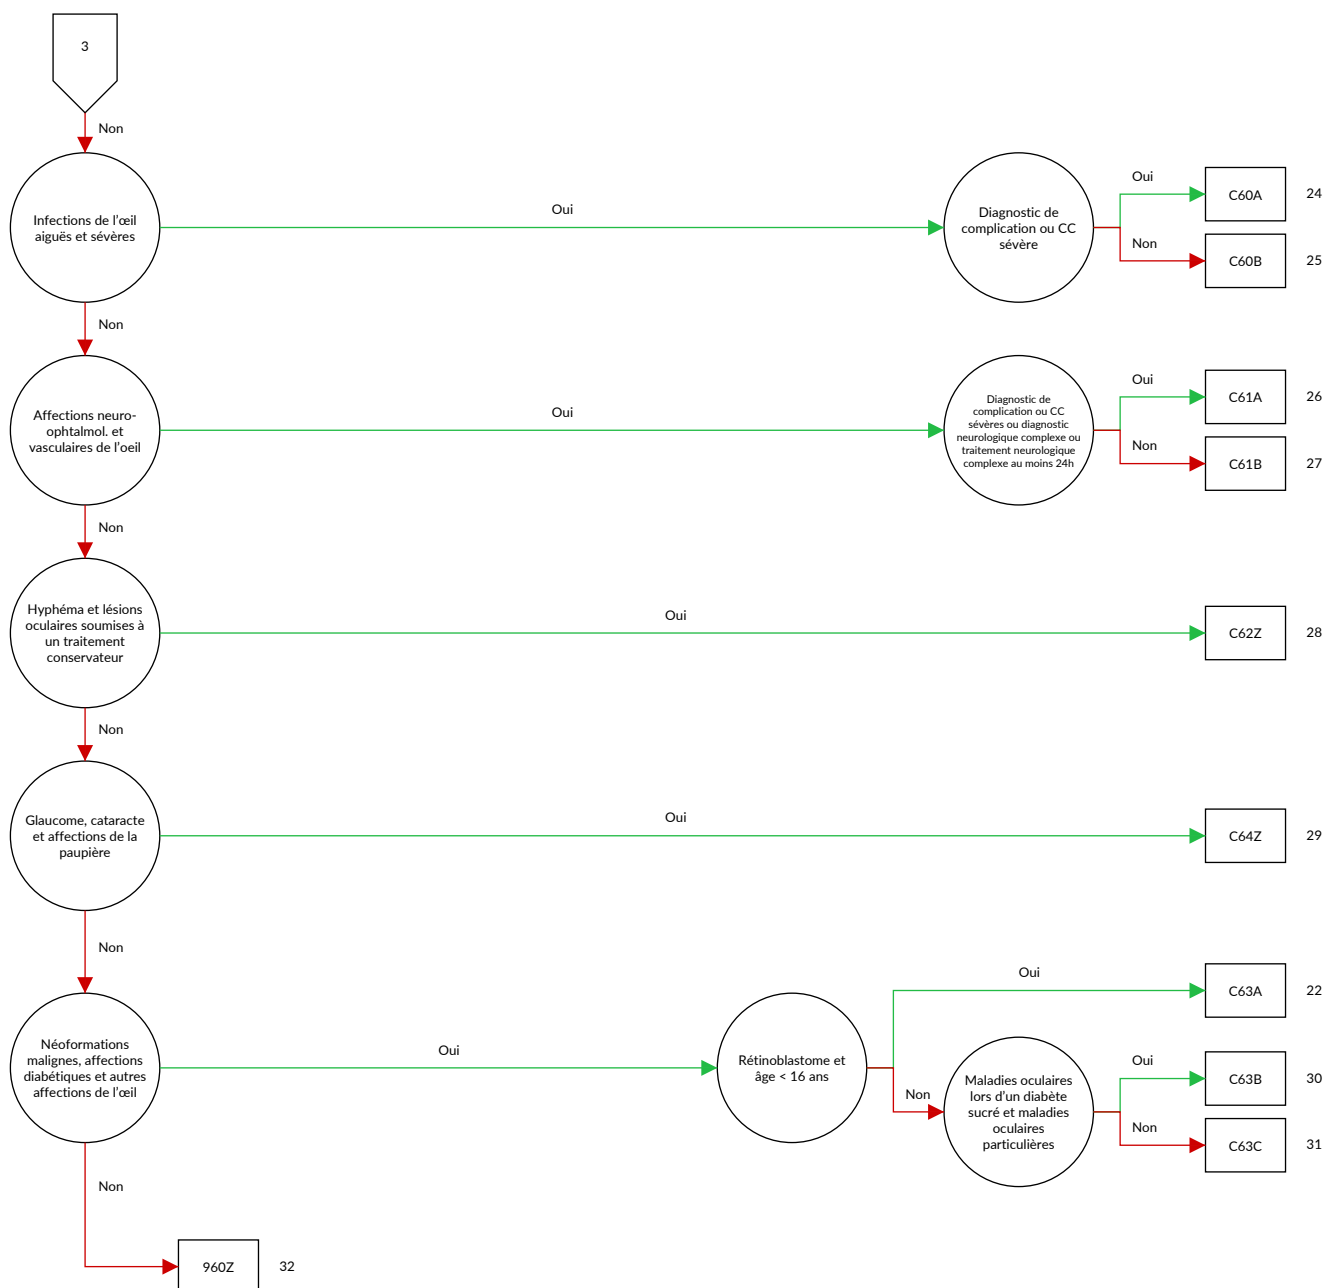 3
Non
Infections de l'œil
aiguës et sévères
Oui
Diagnostic de
complication ou CC
sévère
Oui
C60A
24
Non
C60B
25
Non
Affections neuro-
ophtalmol. et
vasculaires de l'oeil
Oui
Diagnostic de
complication ou CC
sévères ou diagnostic
neurologique complexe ou
traitement neurologique
complexe au moins 24h
Oui
C61A
26
Non
C61B
27
Non
Hyphéma et lésions
oculaires soumises à
un traitement
conservateur
Oui
C62Z
28
Non
Glaucome, cataracte
et affections de la
paupière
Oui
C64Z
29
Non
Néoformations
malignes, affections
diabétiques et autres
affections de l'œil
Oui
Rétinoblastome et
âge < 16 ans
Oui
C63A
22
Non
Maladies oculaires
lors d'un diabète
sucré et maladies
oculaires
particulières
Oui
C63B
30
Non
C63C
31
Non
960Z
32